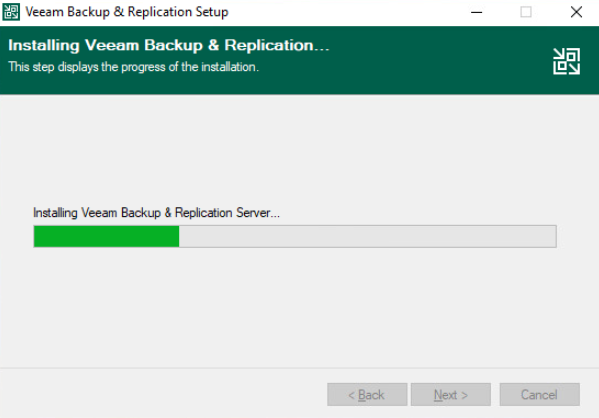 Veeam Backup & Replication Setup
Installing Veeam Backup & Replication...
This step displays the progress of the installation.
Installing Veeam Backup & Replication Server...
< Back Next > Cancel